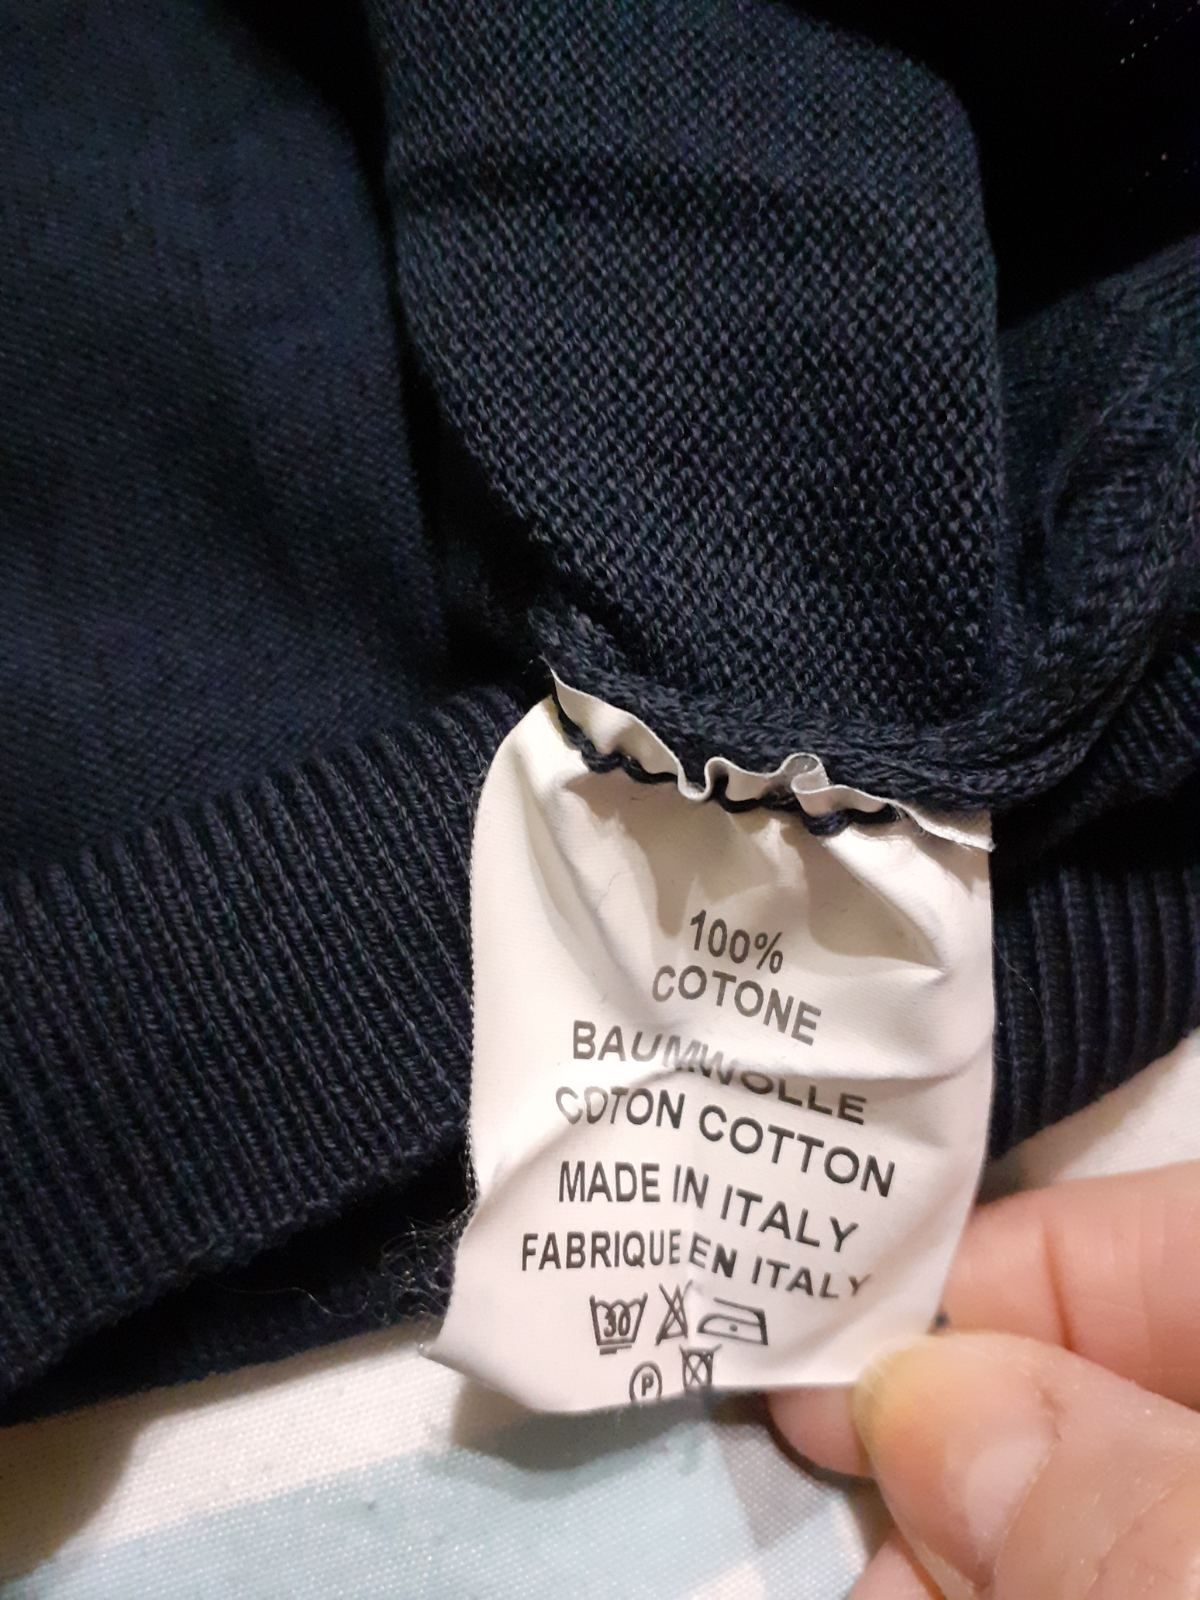 100%
COTONE
BAUMWOLLE
COTON COTTON
MADE IN ITALY
FABRIQUE EN ITALY
30
P